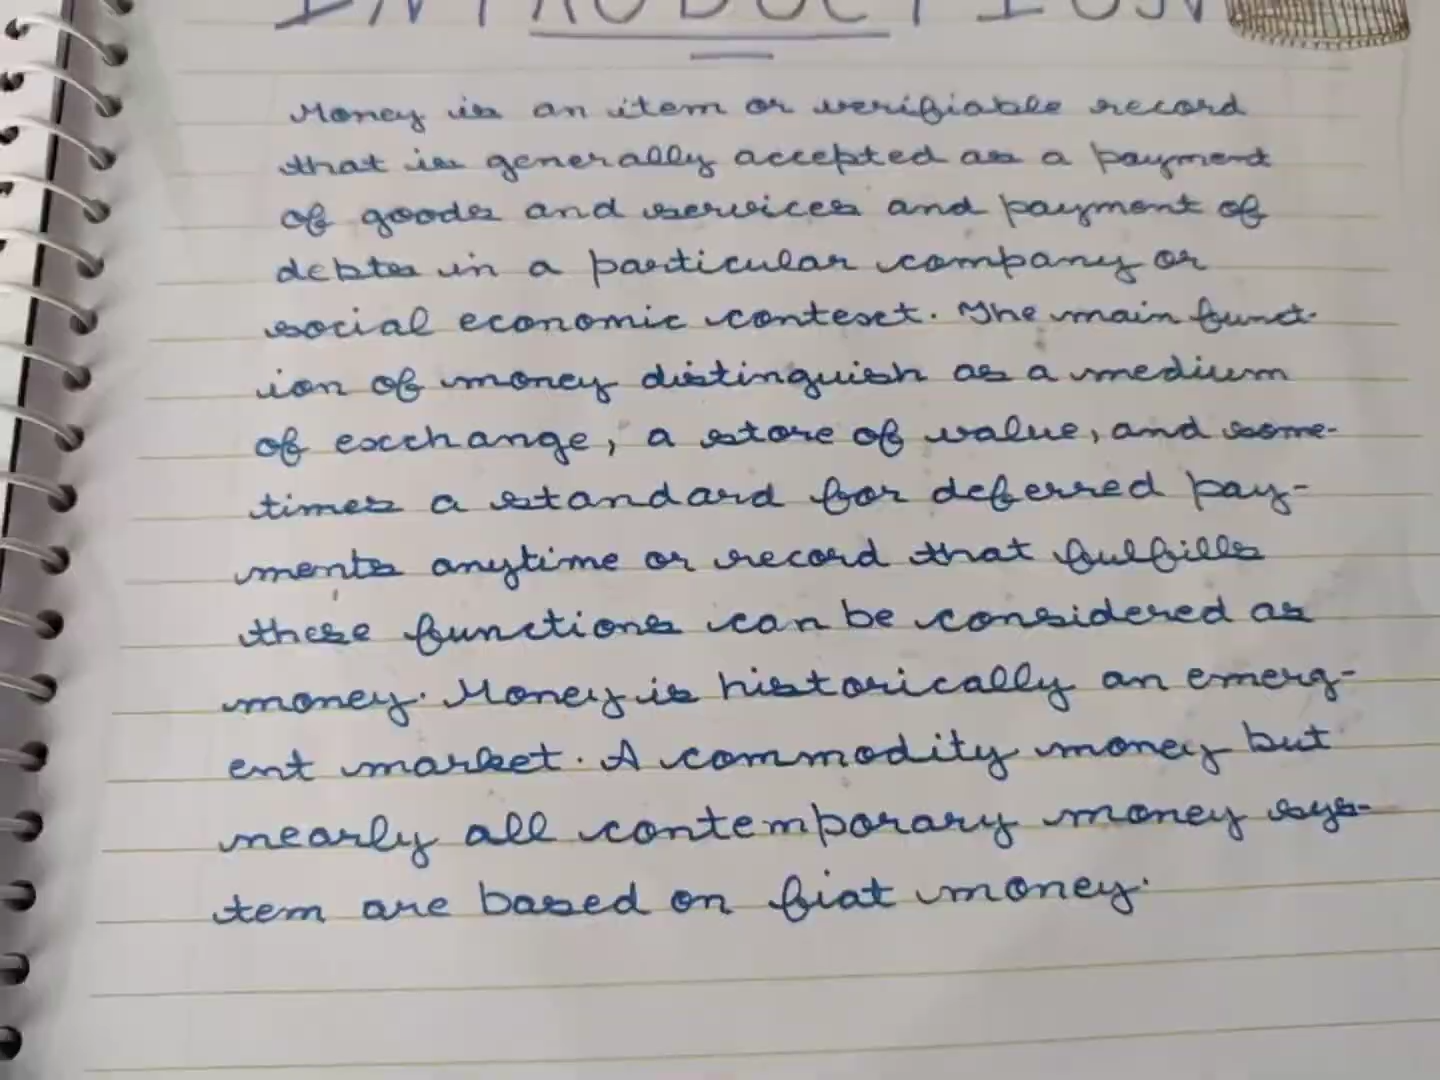 INTRODUCTION
Money is an item or verifiable record
that is generally accepted as a payment
of goods and services and payment of
debts in a particular company or
social economic context. The main funct-
ion of money distinguish as a medium
of exchange, a store of value, and some-
times a standard for deferred pay-
ments anytime or record that fulfills
these functions can be considered as
money. Money is historically an emerg-
ent market. A commodity money but
nearly all contemporary money sys-
tem are based on fiat money.